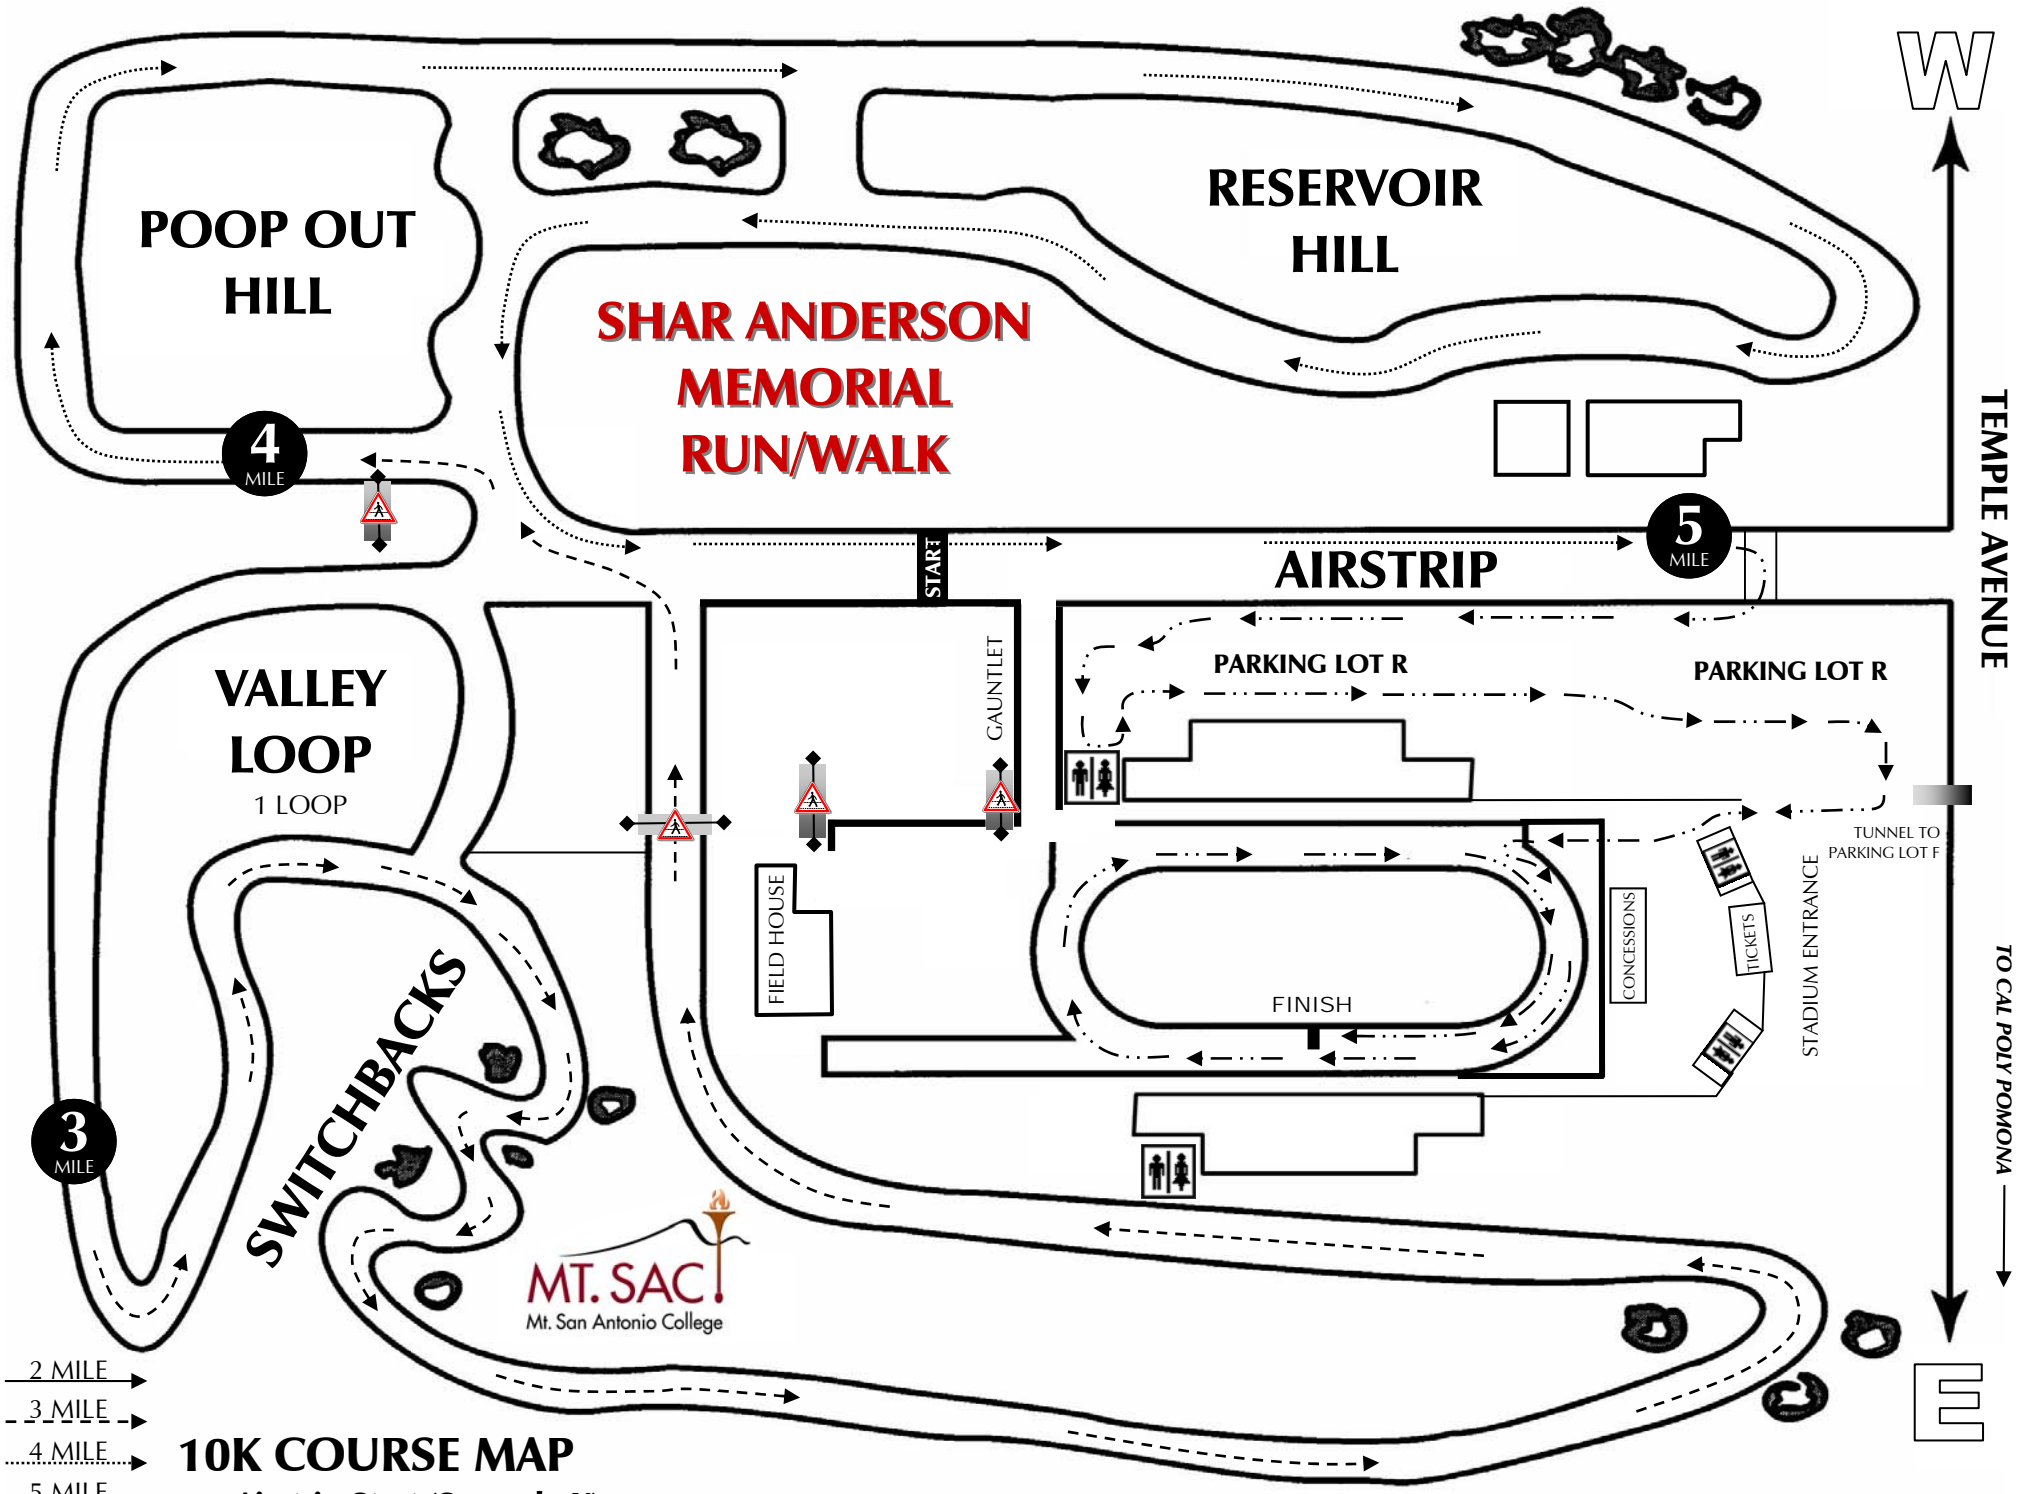 W
POOP OUT
HILL
RESERVOIR
HILL
SHAR ANDERSON
MEMORIAL
RUN/WALK
TEMPLE AVENUE
4
MILE
5
MILE
START
AIRSTRIP
GAUNTLET
PARKING LOT R
PARKING LOT R
VALLEY
LOOP
1 LOOP
TUNNEL TO
PARKING LOT F
FIELD HOUSE
CONCESSIONS
TICKETS
STADIUM ENTRANCE
FINISH
TO CAL POLY POMONA
SWITCHBACKS
3
MILE
MT. SAC
Mt. San Antonio College
2 MILE
3 MILE
4 MILE
5 MILE
10K COURSE MAP
E